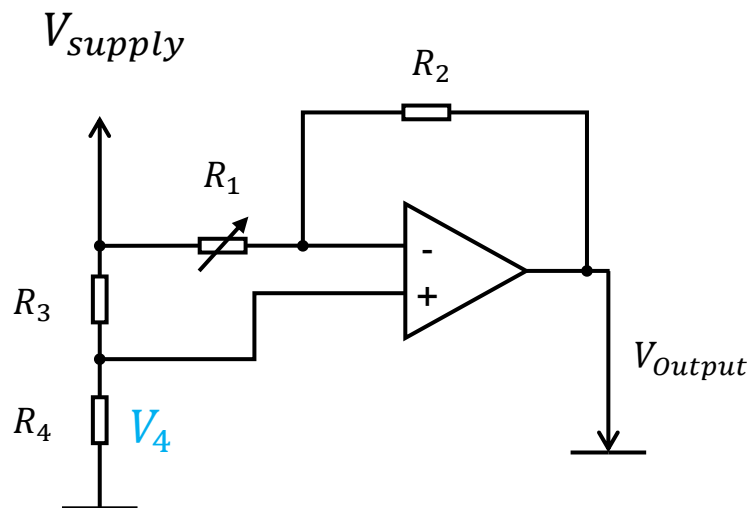 V_supply
R_2
R_1
-
+
R_3
V_Output
R_4
V_4